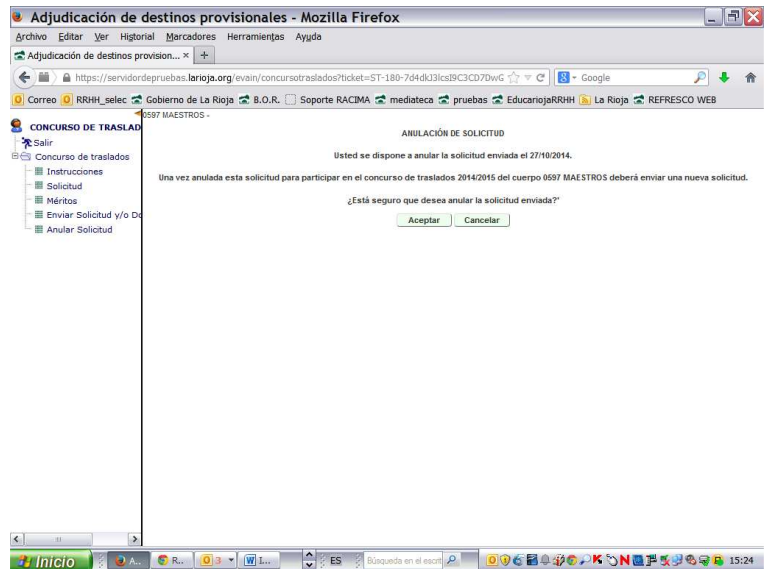 Adjudicación de destinos provisionales - Mozilla Firefox
Archivo Editar Ver Historial Marcadores Herramientas Ayuda
Adjudicación de destinos provision... × +
https://servidordepruebas.larioja.org/evain/concursotraslados?ticket=ST-180-7d4dkJ3lcsI9C3CD7DwG Google
Correo RRHH_selec Gobierno de La Rioja B.O.R. Soporte RACIMA mediateca pruebas EducariojaRRHH La Rioja REFRESCO WEB
CONCURSO DE TRASLAD
Salir
Concurso de traslados
Instrucciones
Solicitud
Méritos
Enviar Solicitud y/o Do
Anular Solicitud
0597 MAESTROS -
ANULACIÓN DE SOLICITUD
Usted se dispone a anular la solicitud enviada el 27/10/2014.
Una vez anulada esta solicitud para participar en el concurso de traslados 2014/2015 del cuerpo 0597 MAESTROS deberá enviar una nueva solicitud.
¿Está seguro que desea anular la solicitud enviada?'
Aceptar Cancelar
Inicio A... R... 3 I... ES Búsqueda en el escrit 15:24